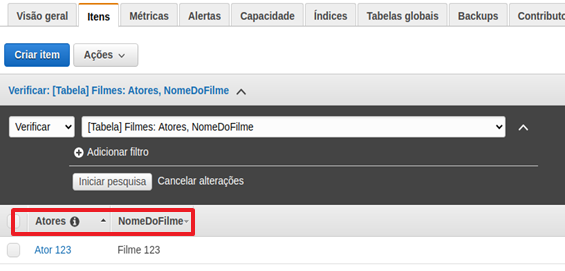 Visão geral Itens Métricas Alertas Capacidade Índices Tabelas globais Backups Contributo
Criar item Ações
Verificar: [Tabela] Filmes: Atores, NomeDoFilme
Verificar [Tabela] Filmes: Atores, NomeDoFilme
Adicionar filtro
Iniciar pesquisa Cancelar alterações
Atores NomeDoFilme
Ator 123 Filme 123